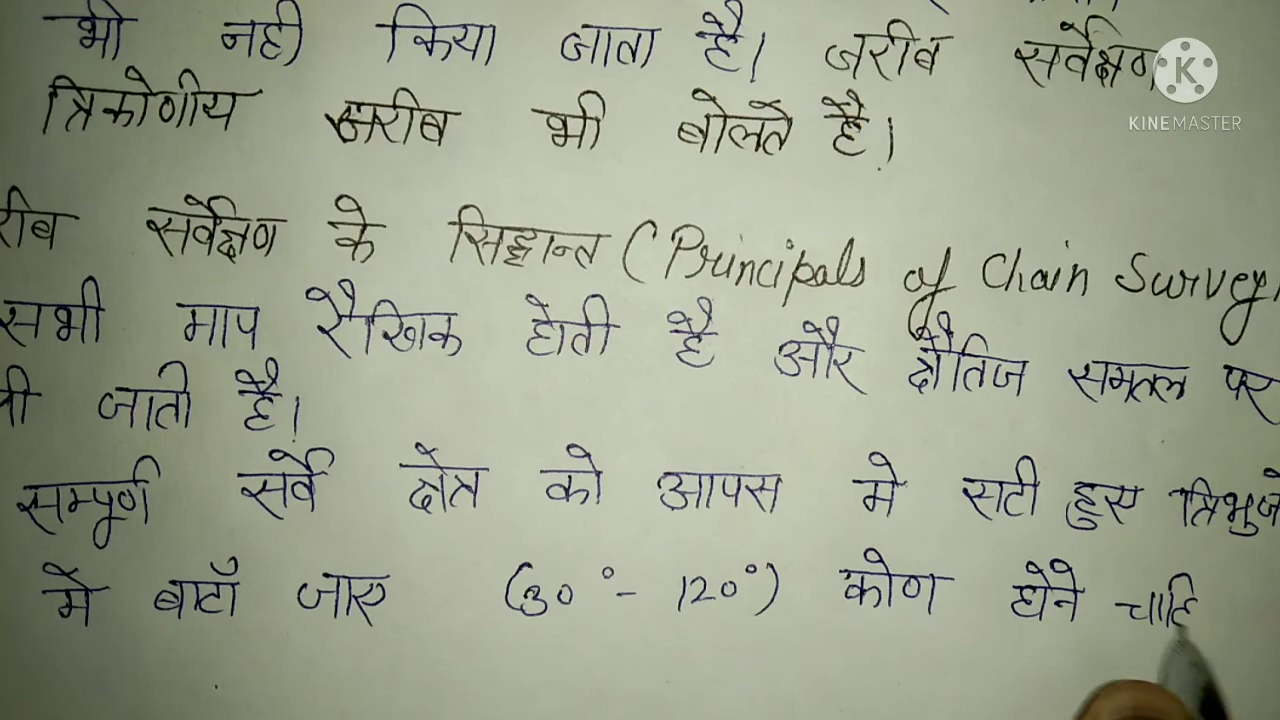 भी नही किया जाता है। जरीब सर्वेक्षण
त्रिकोणीय जरीब भी बोलते है।
रीब सर्वेक्षण के सिद्धान्त (Principals of Chain Survey
सभी माप रैखिक होती है और क्षैतिज समतल पर
जाती है।
सम्पूर्ण सर्वे क्षेत्र को आपस मे सटी हुए त्रिभुजो
मे बाटाँ जाए (30° - 120°) कोण होने चाहि
K
KINEMASTER